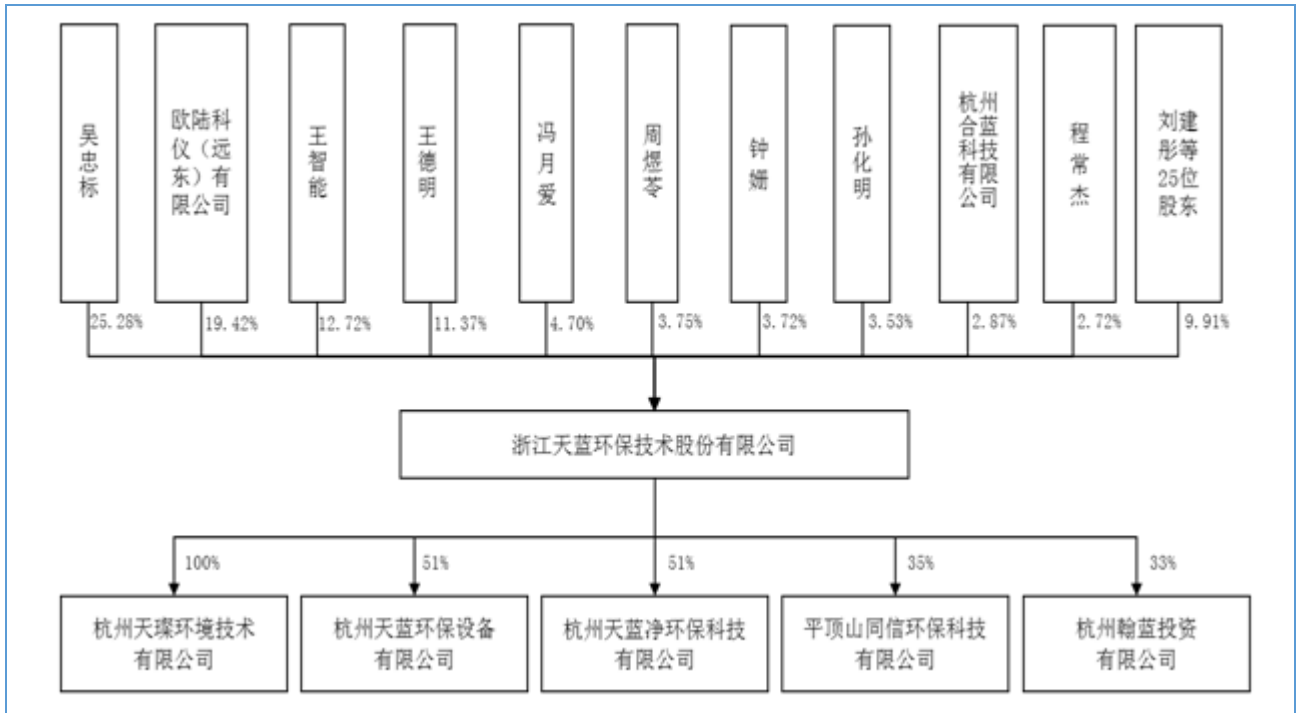 吴忠标
欧陆科
仪（远
东）有
限公司
王智能
王德明
冯月爱
周煜苓
钟姗
孙化明
杭州
合蓝
科技
有限
公司
程常杰
刘建
彤等
25位
股东
25.28%
19.42%
12.72%
11.37%
4.70%
3.75%
3.72%
3.53%
2.87%
2.72%
9.91%
浙江天蓝环保技术股份有限公司
100%
51%
51%
35%
33%
杭州天璨环境技术
有限公司
杭州天蓝环保设备
有限公司
杭州天蓝净环保科技
有限公司
平顶山同信环保科技
有限公司
杭州翰蓝投资
有限公司